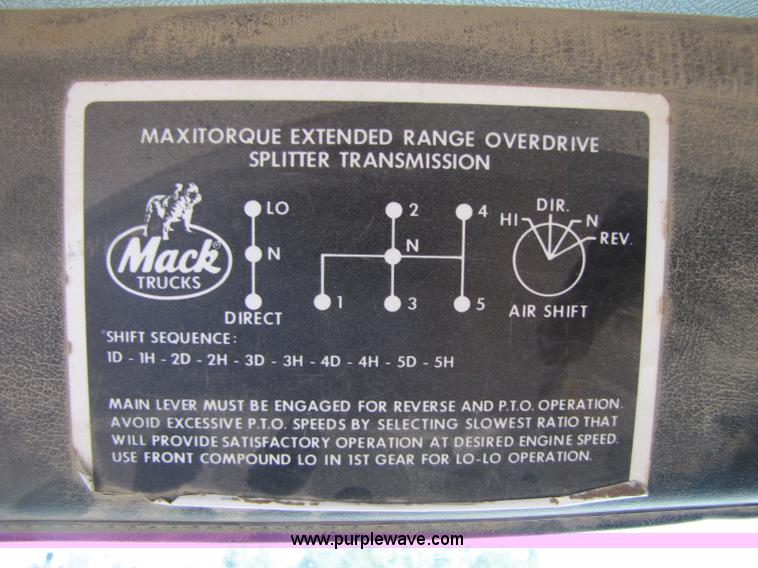 MAXITORQUE EXTENDED RANGE OVERDRIVE
SPLITTER TRANSMISSION
Mack®
TRUCKS
LO
N
DIRECT
2
4
N
1
3
5
HI
DIR.
N
REV.
AIR SHIFT
SHIFT SEQUENCE:
1D - 1H - 2D - 2H - 3D - 3H - 4D - 4H - 5D - 5H
MAIN LEVER MUST BE ENGAGED FOR REVERSE AND P.T.O. OPERATION.
AVOID EXCESSIVE P.T.O. SPEEDS BY SELECTING SLOWEST RATIO THAT
WILL PROVIDE SATISFACTORY OPERATION AT DESIRED ENGINE SPEED.
USE FRONT COMPOUND LO IN 1ST GEAR FOR LO-LO OPERATION.
www.purplewave.com